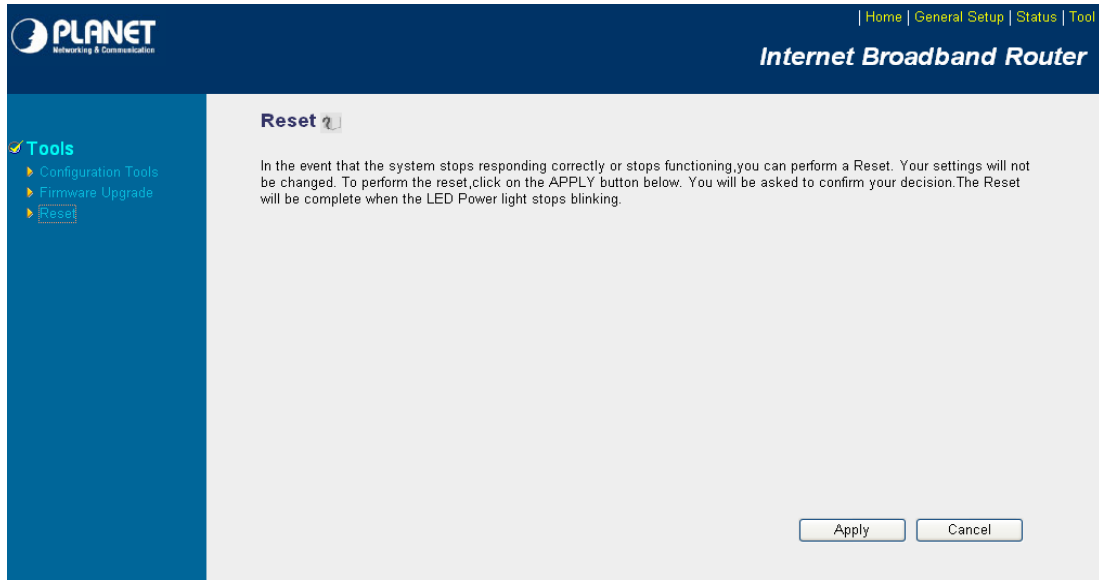 PLANET
Networking & Communication
| Home | General Setup | Status | Tool
Internet Broadband Router
Tools
Configuration Tools
Firmware Upgrade
Reset
Reset
In the event that the system stops responding correctly or stops functioning,you can perform a Reset. Your settings will not
be changed. To perform the reset,click on the APPLY button below. You will be asked to confirm your decision.The Reset
will be complete when the LED Power light stops blinking.
Apply
Cancel